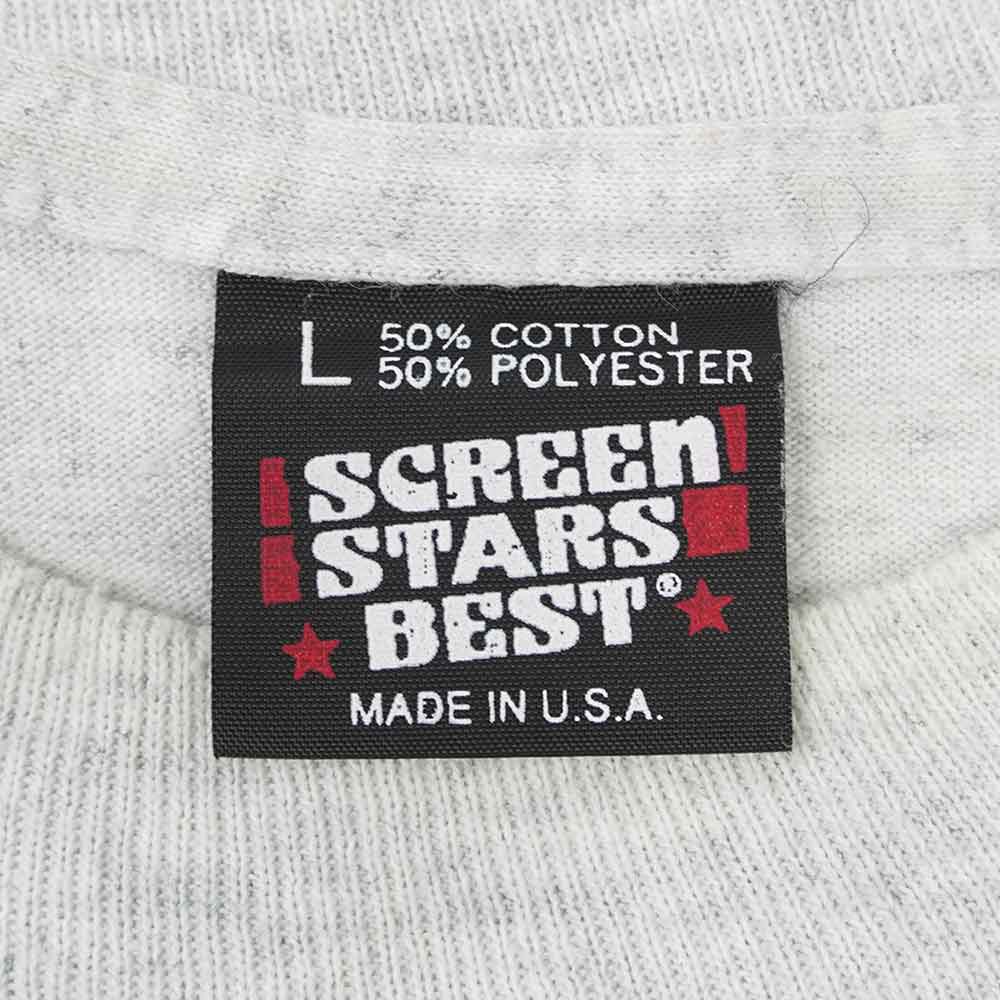 L 50% COTTON
50% POLYESTER
SCREEN
STARS
BEST®
MADE IN U.S.A.